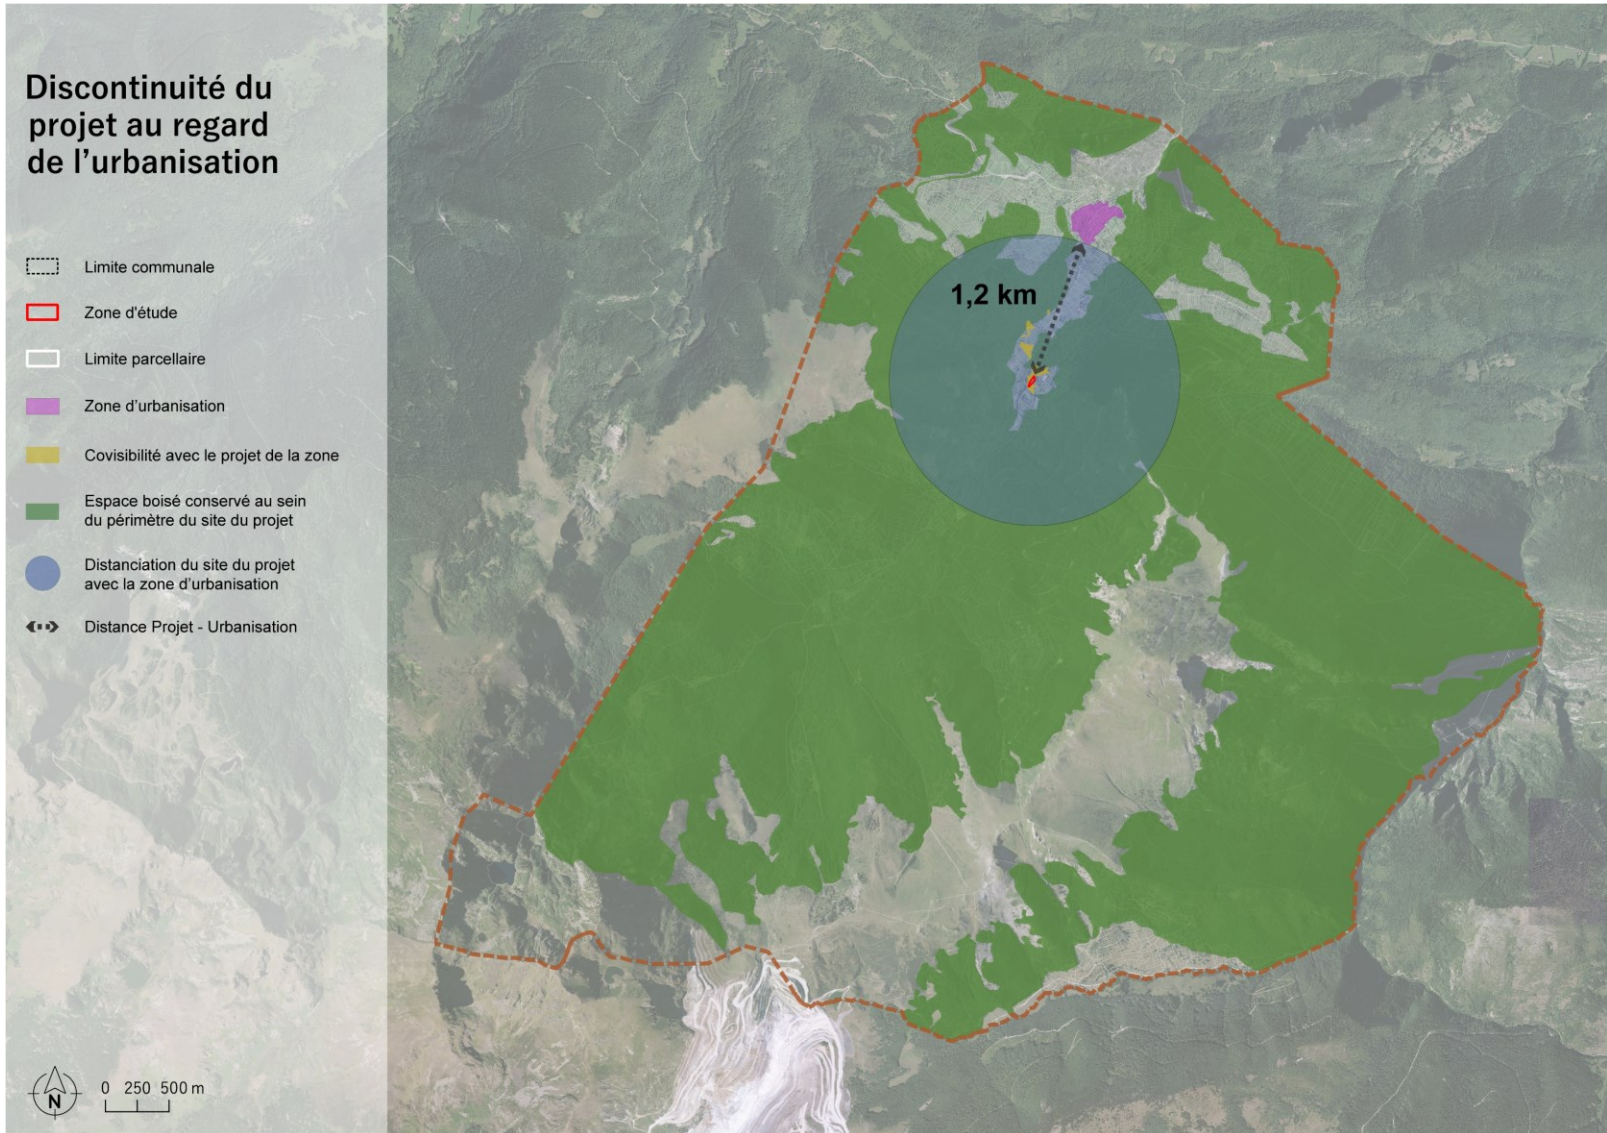 Discontinuité du
projet au regard
de l'urbanisation
Limite communale
Zone d'étude
Limite parcellaire
Zone d'urbanisation
Covisibilité avec le projet de la zone
Espace boisé conservé au sein
du périmètre du site du projet
Distanciation du site du projet
avec la zone d'urbanisation
Distance Projet - Urbanisation
1,2 km
N
0 250 500 m